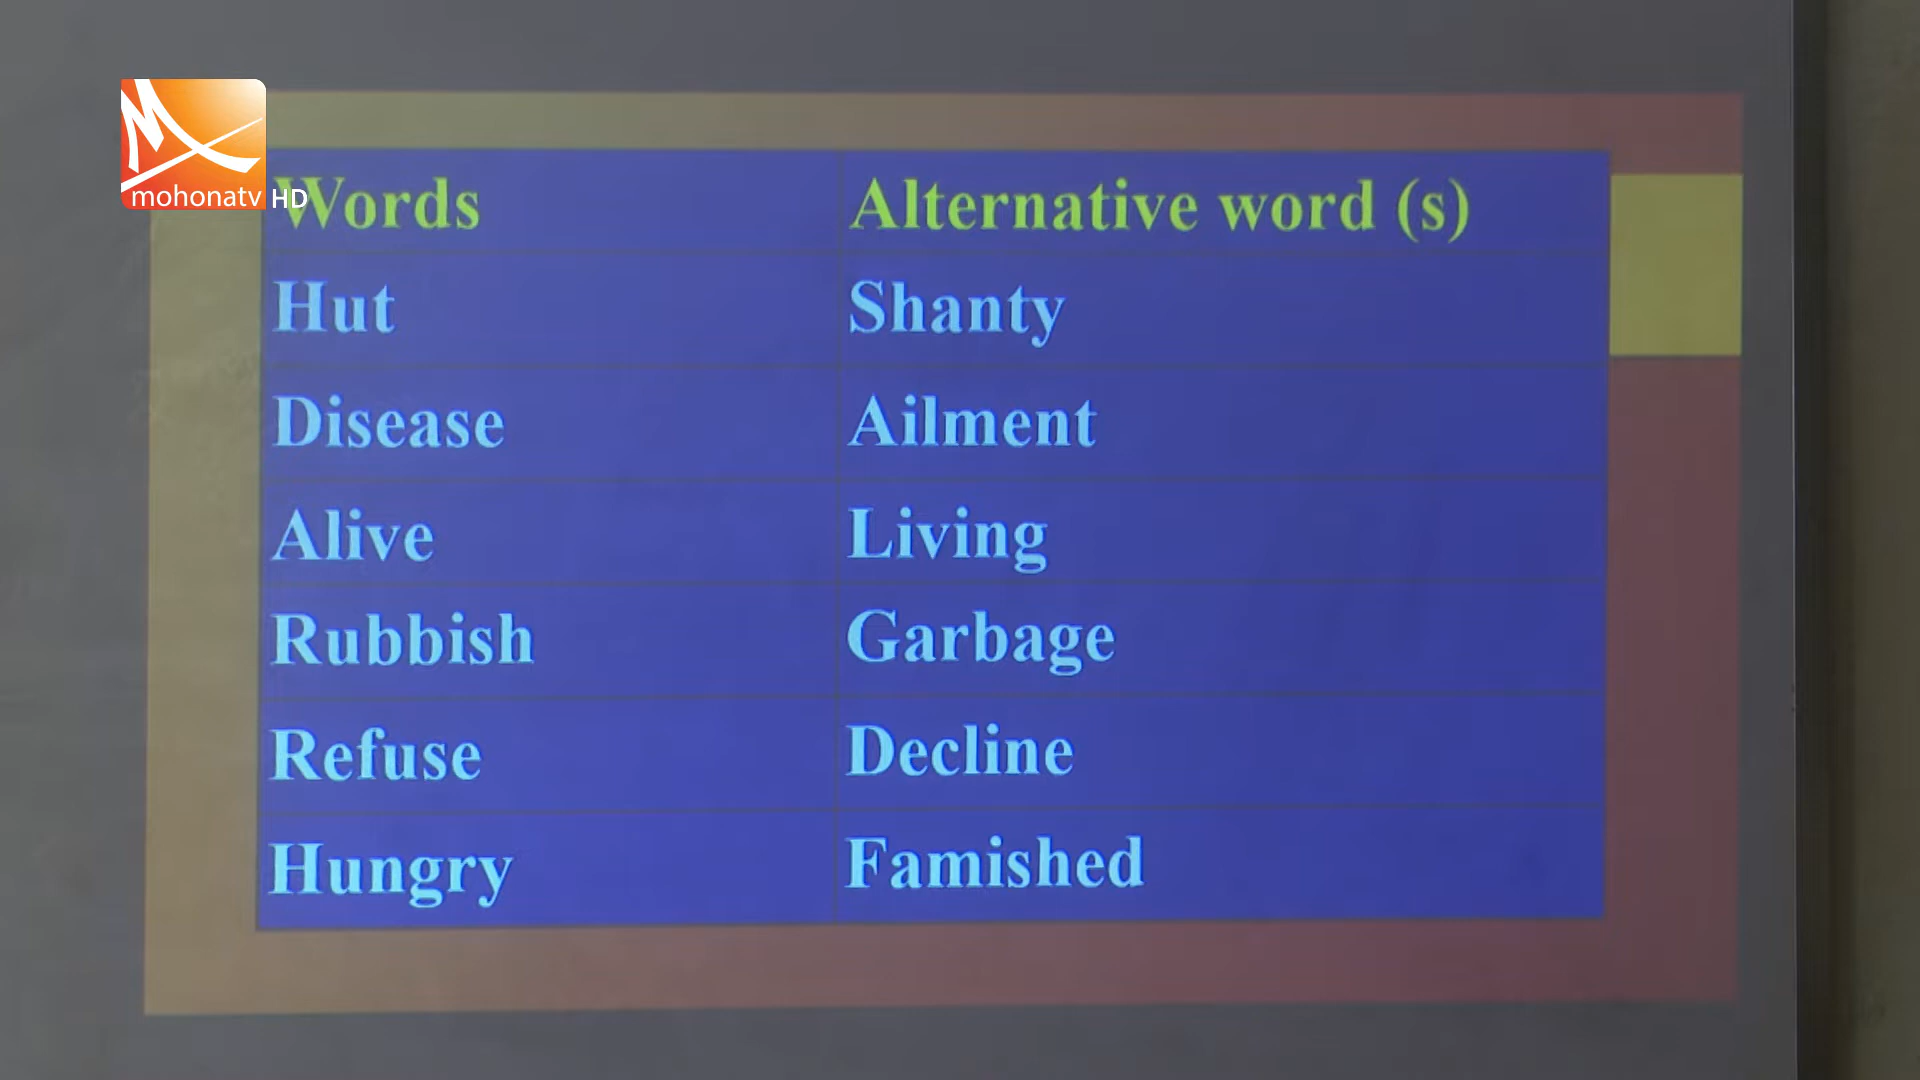 mohonatv HD
Words Alternative word (s)
Hut Shanty
Disease Ailment
Alive Living
Rubbish Garbage
Refuse Decline
Hungry Famished